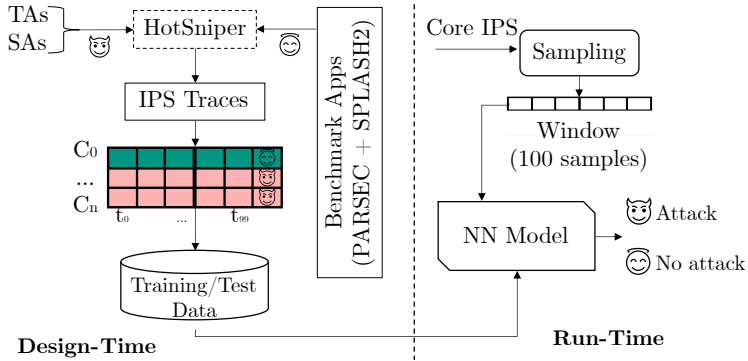 TAs
SAs
HotSniper
IPS Traces
C0
...
Cn
t0
...
t99
Training/Test
Data
Design-Time
Benchmark Apps
(PARSEC + SPLASH2)
Core IPS
Sampling
Window
(100 samples)
NN Model
Attack
No attack
Run-Time